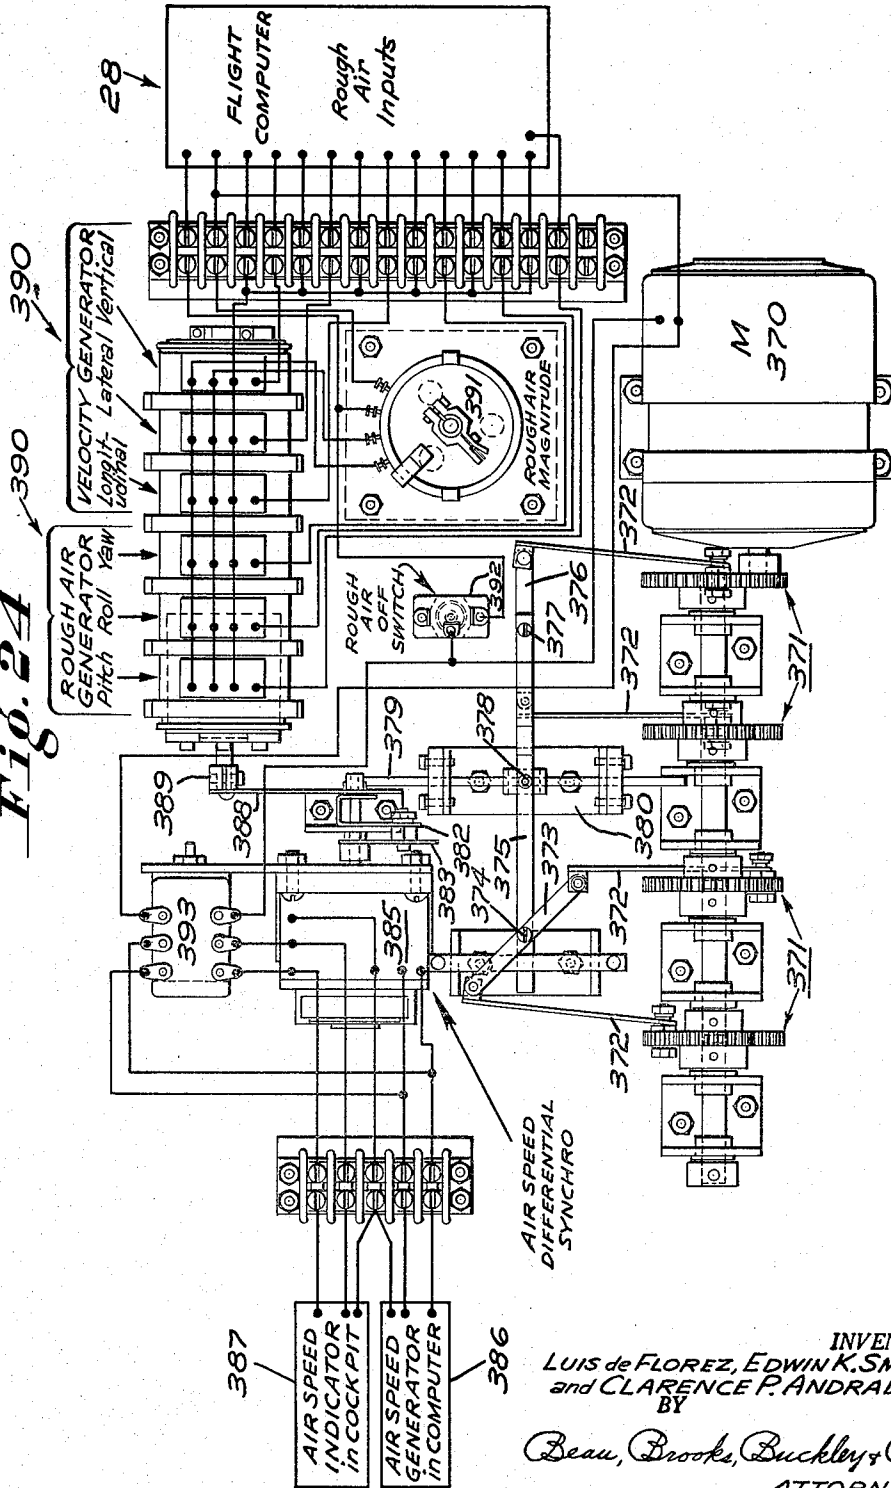 Fig. 24
8
390
390
ROUGH AIR
GENERATOR
Pitch Roll Yaw
VELOCITY GENERATOR
Longit- Lateral Vertical
udinal
28
FLIGHT
COMPUTER
Rough
Air
Inputs
389
388
393
379
382
383
385
ROUGH
AIR
OFF
SWITCH
392
391
ROUGH AIR
MAGNITUDE
378
377
376
375
374
373
372
372
372
372
380
M
370
371
371
AIR SPEED
DIFFERENTIAL
SYNCHRO
387
AIR SPEED
INDICATOR
in COCKPIT
AIR SPEED
GENERATOR
in COMPUTER
386
INVEN
LUIS de FLOREZ, EDWIN K. SM
and CLARENCE P. ANDRAD
BY
Beau, Brooks, Buckley &
ATTORN